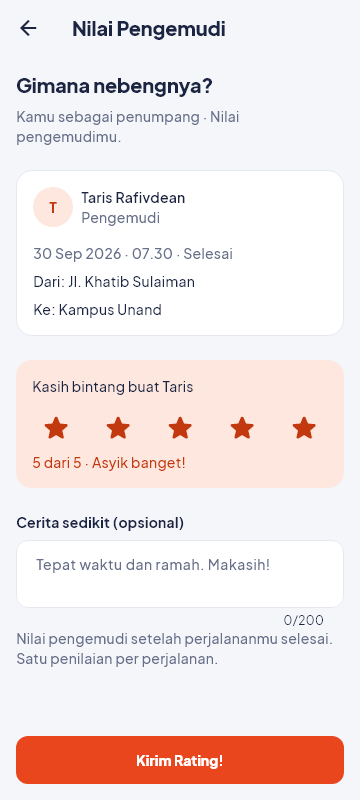 Nilai Pengemudi
Gimana nebengnya?
Kamu sebagai penumpang · Nilai
pengemudimu.
T
Taris Rafivdean
Pengemudi
30 Sep 2026 · 07.30 · Selesai
Dari: Jl. Khatib Sulaiman
Ke: Kampus Unand
Kasih bintang buat Taris
5 dari 5 · Asyik banget!
Cerita sedikit (opsional)
Tepat waktu dan ramah. Makasih!
0/200
Nilai pengemudi setelah perjalananmu selesai.
Satu penilaian per perjalanan.
Kirim Rating!